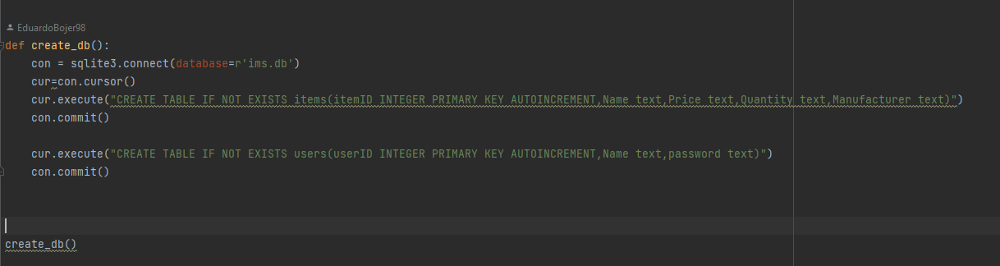 EduardoBojer98
def create_db():
    con = sqlite3.connect(database=r'ims.db')
    cur=con.cursor()
    cur.execute("CREATE TABLE IF NOT EXISTS items(itemID INTEGER PRIMARY KEY AUTOINCREMENT,Name text,Price text,Quantity text,Manufacturer text)")
    con.commit()
    cur.execute("CREATE TABLE IF NOT EXISTS users(userID INTEGER PRIMARY KEY AUTOINCREMENT,Name text,password text)")
    con.commit()
create_db()